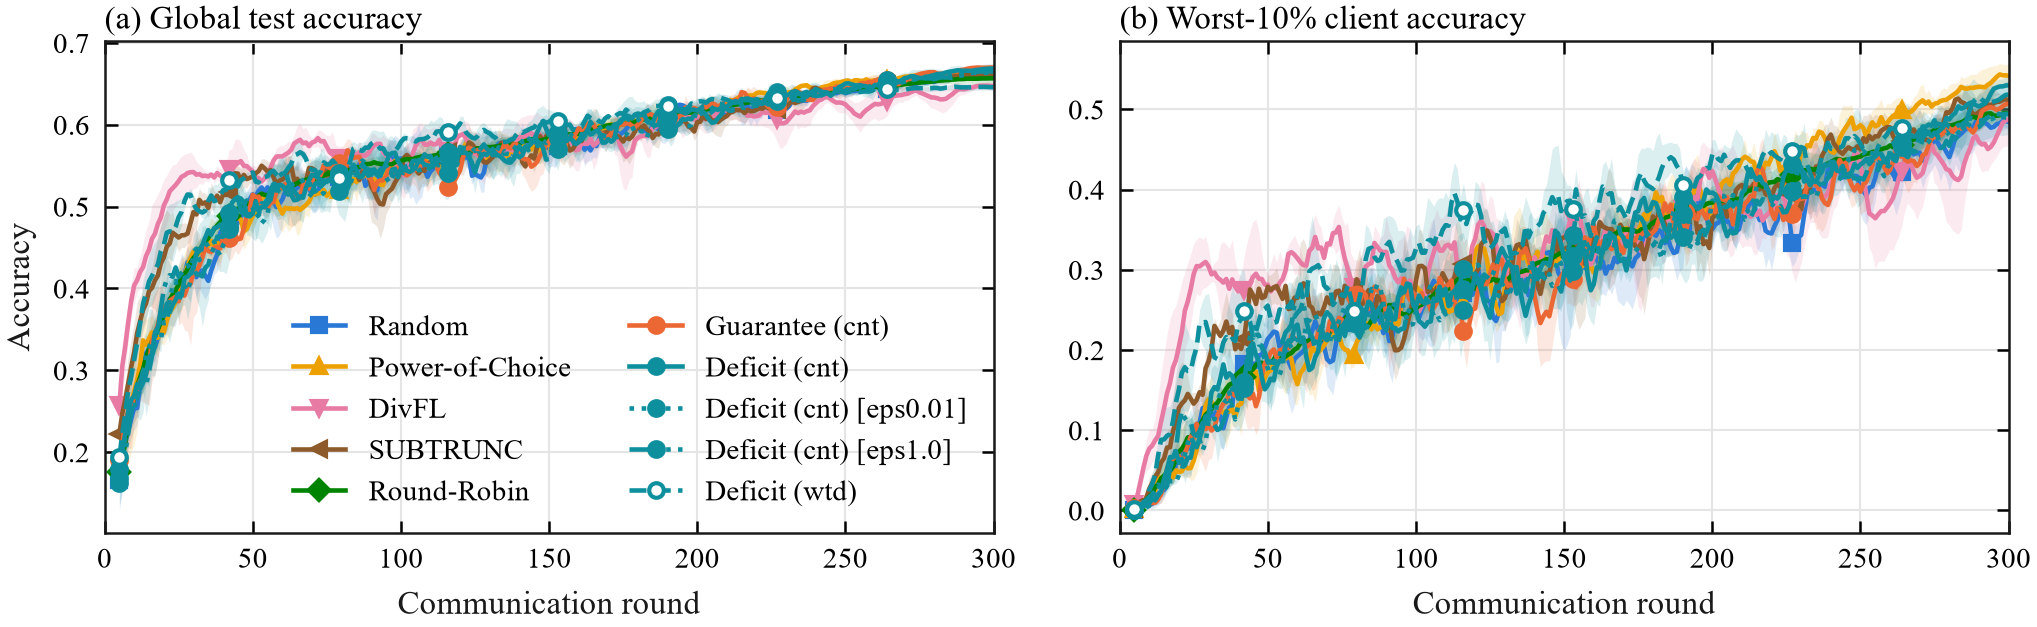 (a) Global test accuracy
0.7
0.6
0.5
0.4
0.3
0.2
Accuracy
Random
Power-of-Choice
DivFL
SUBTRUNC
Round-Robin
Guarantee (cnt)
Deficit (cnt)
Deficit (cnt) [eps0.01]
Deficit (cnt) [eps1.0]
Deficit (wtd)
0 50 100 150 200 250 300
Communication round
(b) Worst-10% client accuracy
0.5
0.4
0.3
0.2
0.1
0.0
0 50 100 150 200 250 300
Communication round